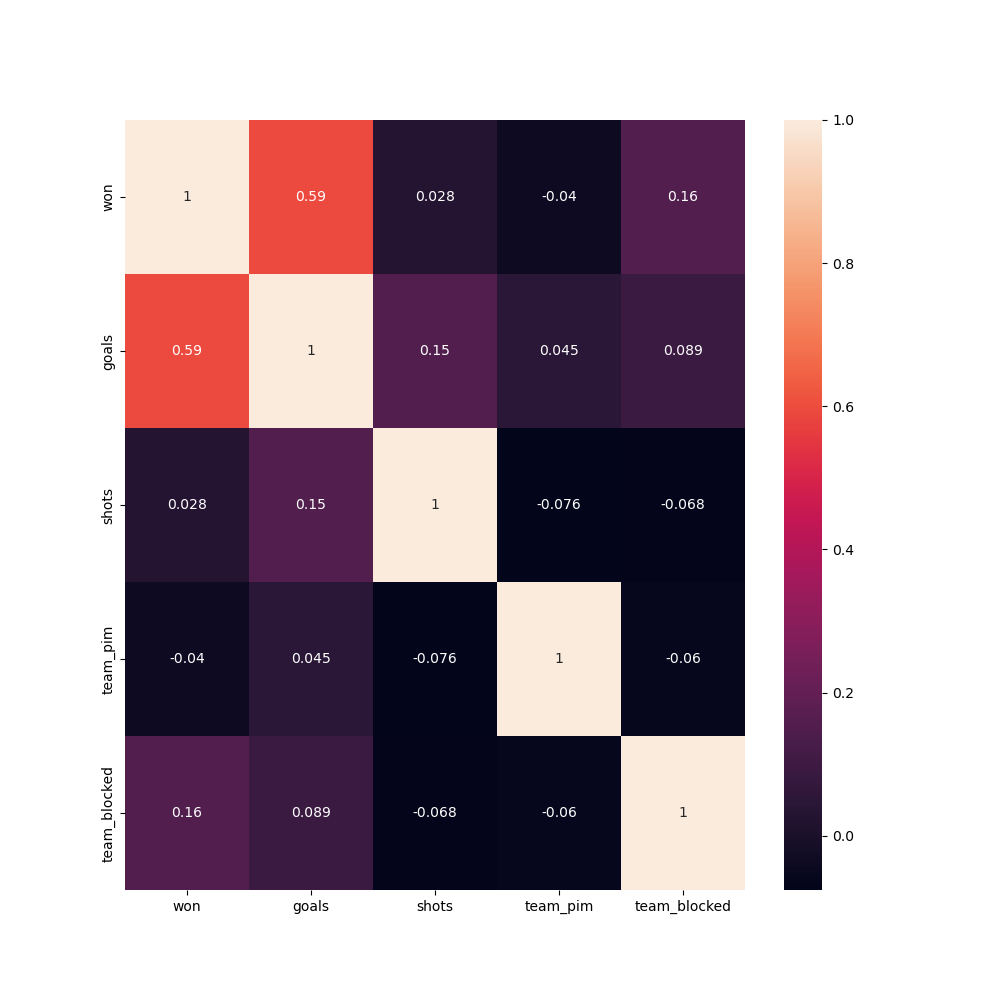 won 1 0.59 0.028 -0.04 0.16
goals 0.59 1 0.15 0.045 0.089
shots 0.028 0.15 1 -0.076 -0.068
team_pim -0.04 0.045 -0.076 1 -0.06
team_blocked 0.16 0.089 -0.068 -0.06 1
won goals shots team_pim team_blocked
1.0
0.8
0.6
0.4
0.2
0.0